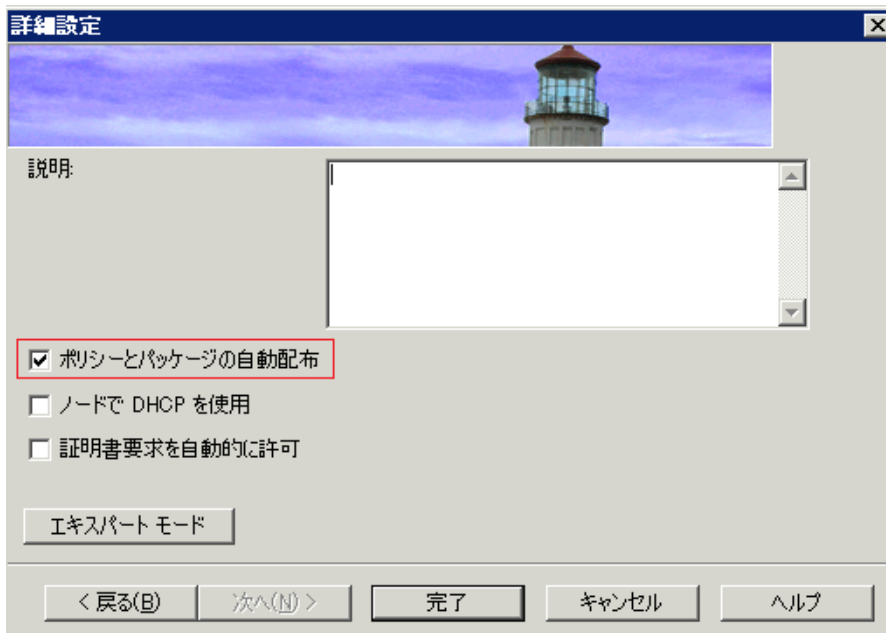 詳細設定
説明:
ポリシーとパッケージの自動配布
ノードで DHCP を使用
証明書要求を自動的に許可
エキスパート モード
< 戻る(B)
次へ(N) >
完了
キャンセル
ヘルプ